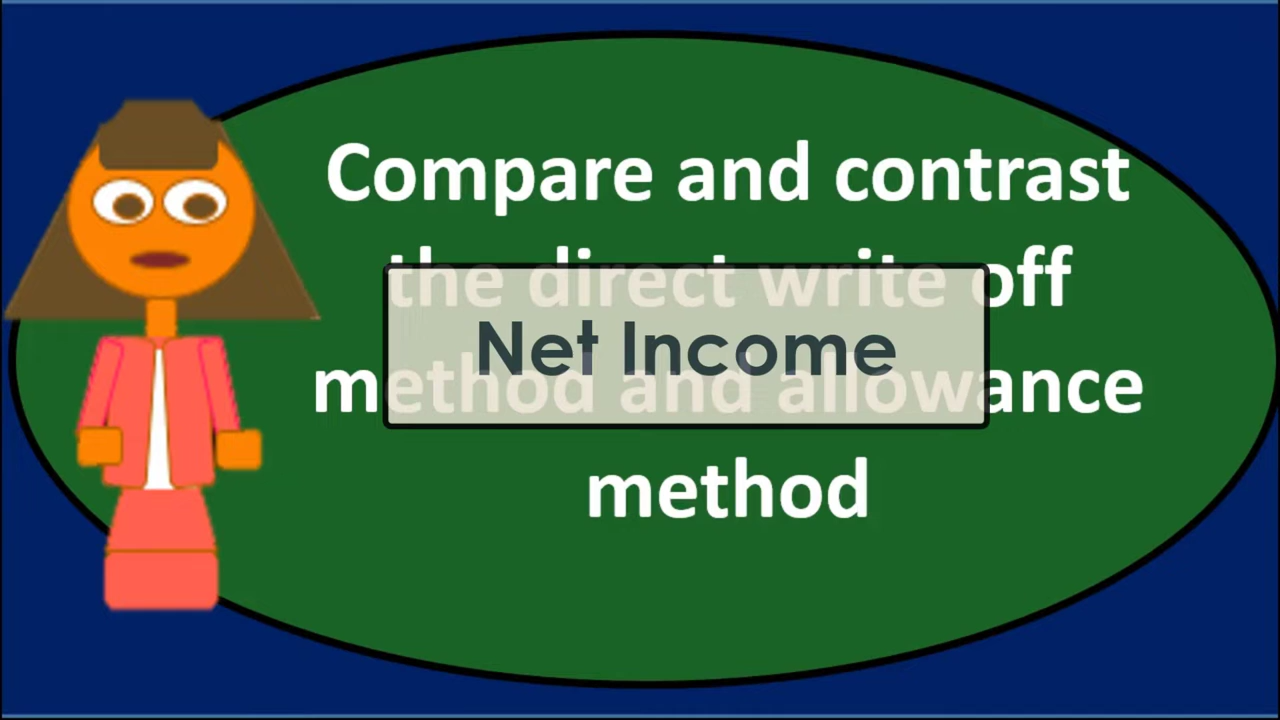 Compare and contrast
the direct write off
Net Income
method and allowance
method